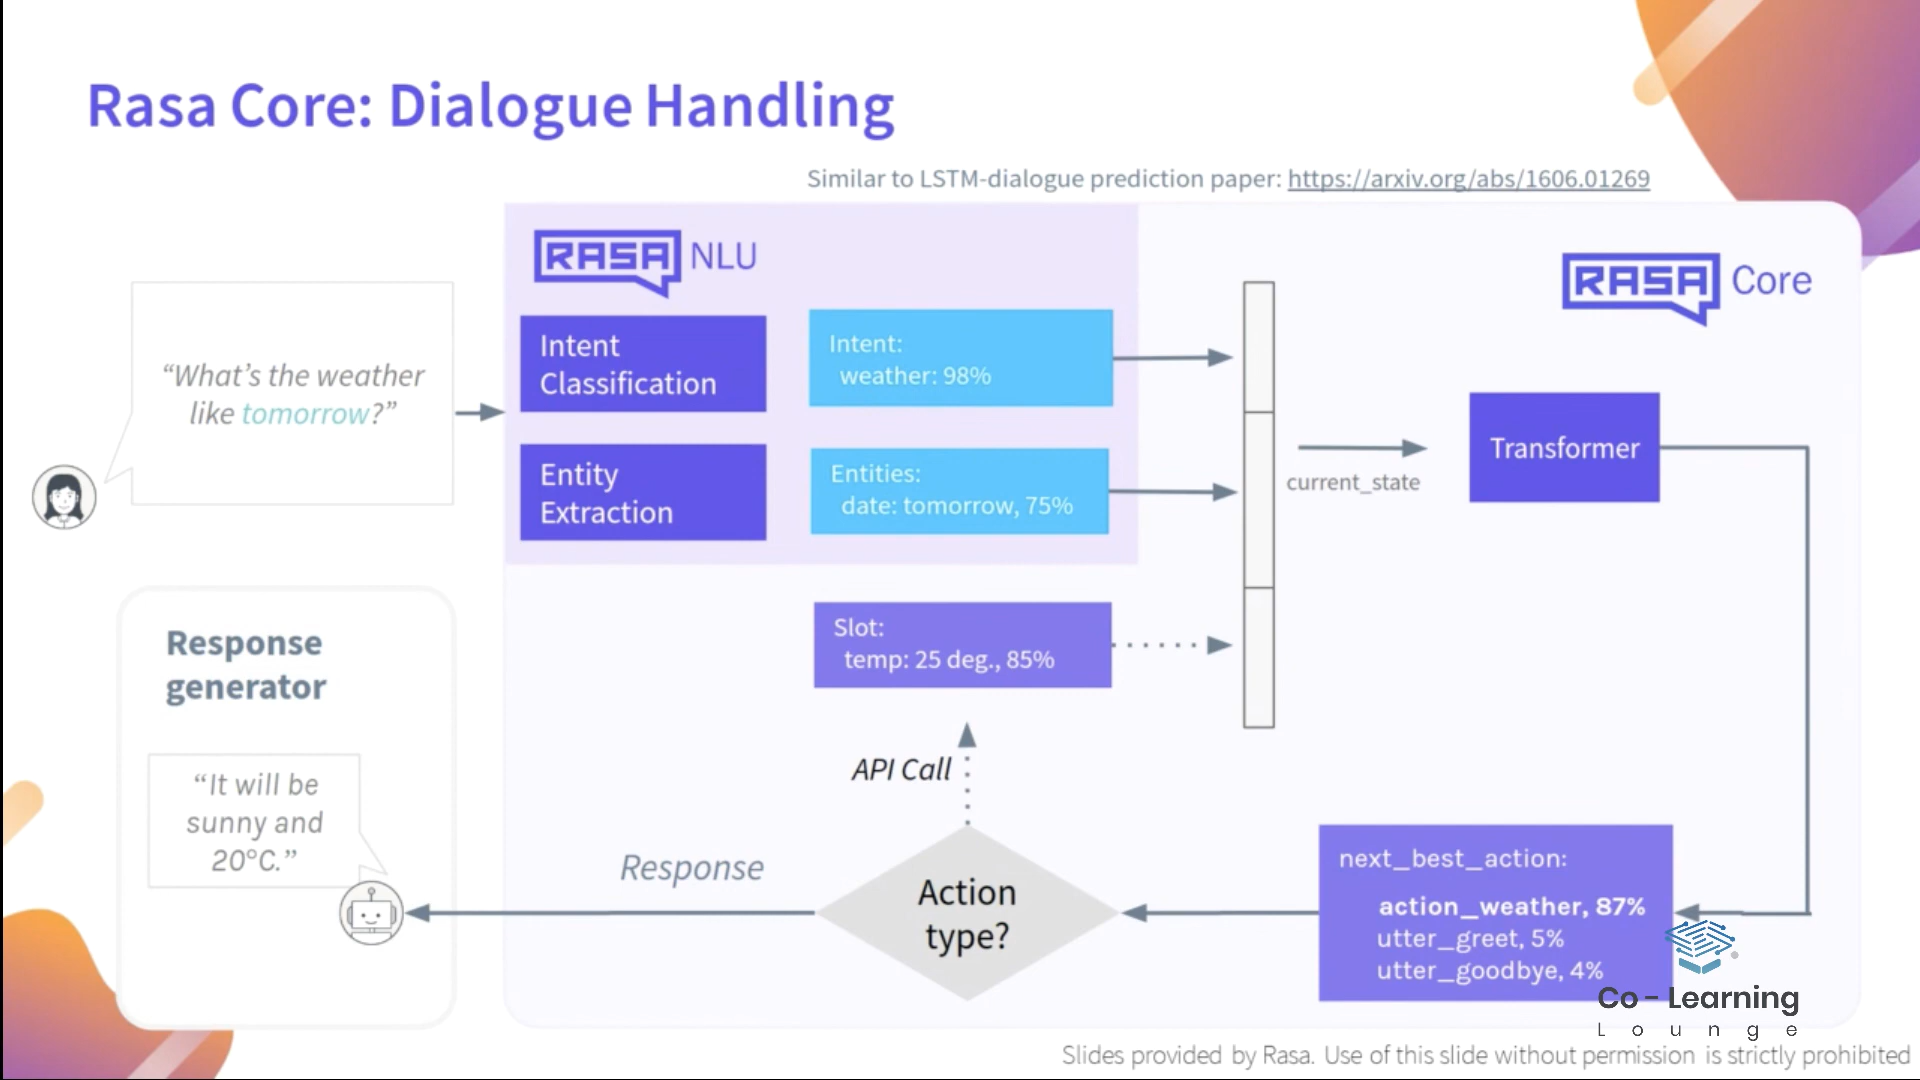 Rasa Core: Dialogue Handling
Similar to LSTM-dialogue prediction paper: https://arxiv.org/abs/1606.01269
RASA NLU
RASA Core
“What’s the weather
like tomorrow?”
Intent
Classification
Intent:
weather: 98%
Entity
Extraction
Entities:
date: tomorrow, 75%
current_state
Transformer
Slot:
temp: 25 deg., 85%
API Call
Response
generator
“It will be
sunny and
20°C.”
Response
Action
type?
next_best_action:
action_weather, 87%
utter_greet, 5%
utter_goodbye, 4%
Co-Learning
Lounge
Slides provided by Rasa. Use of this slide without permission is strictly prohibited